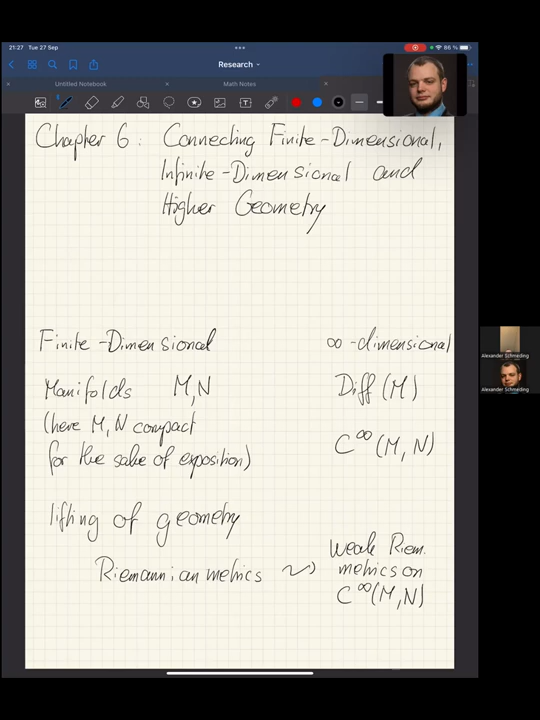 21:27 Tue 27 Sep
86 %
Research
Untitled Notebook
Math Notes
Chapter 6: Connecting Finite-Dimensional,
Infinite-Dimensional and
Higher Geometry
Finite-Dimensional
∞-dimensional
Manifolds M,N
Diff (M)
(here M,N compact
for the sake of exposition)
C^∞ (M, N)
lifting of geometry
Riemannian metrics ⇝ weak Riem.
metrics on
C^∞(M,N)
Alexander Schmeding
Alexander Schmeding